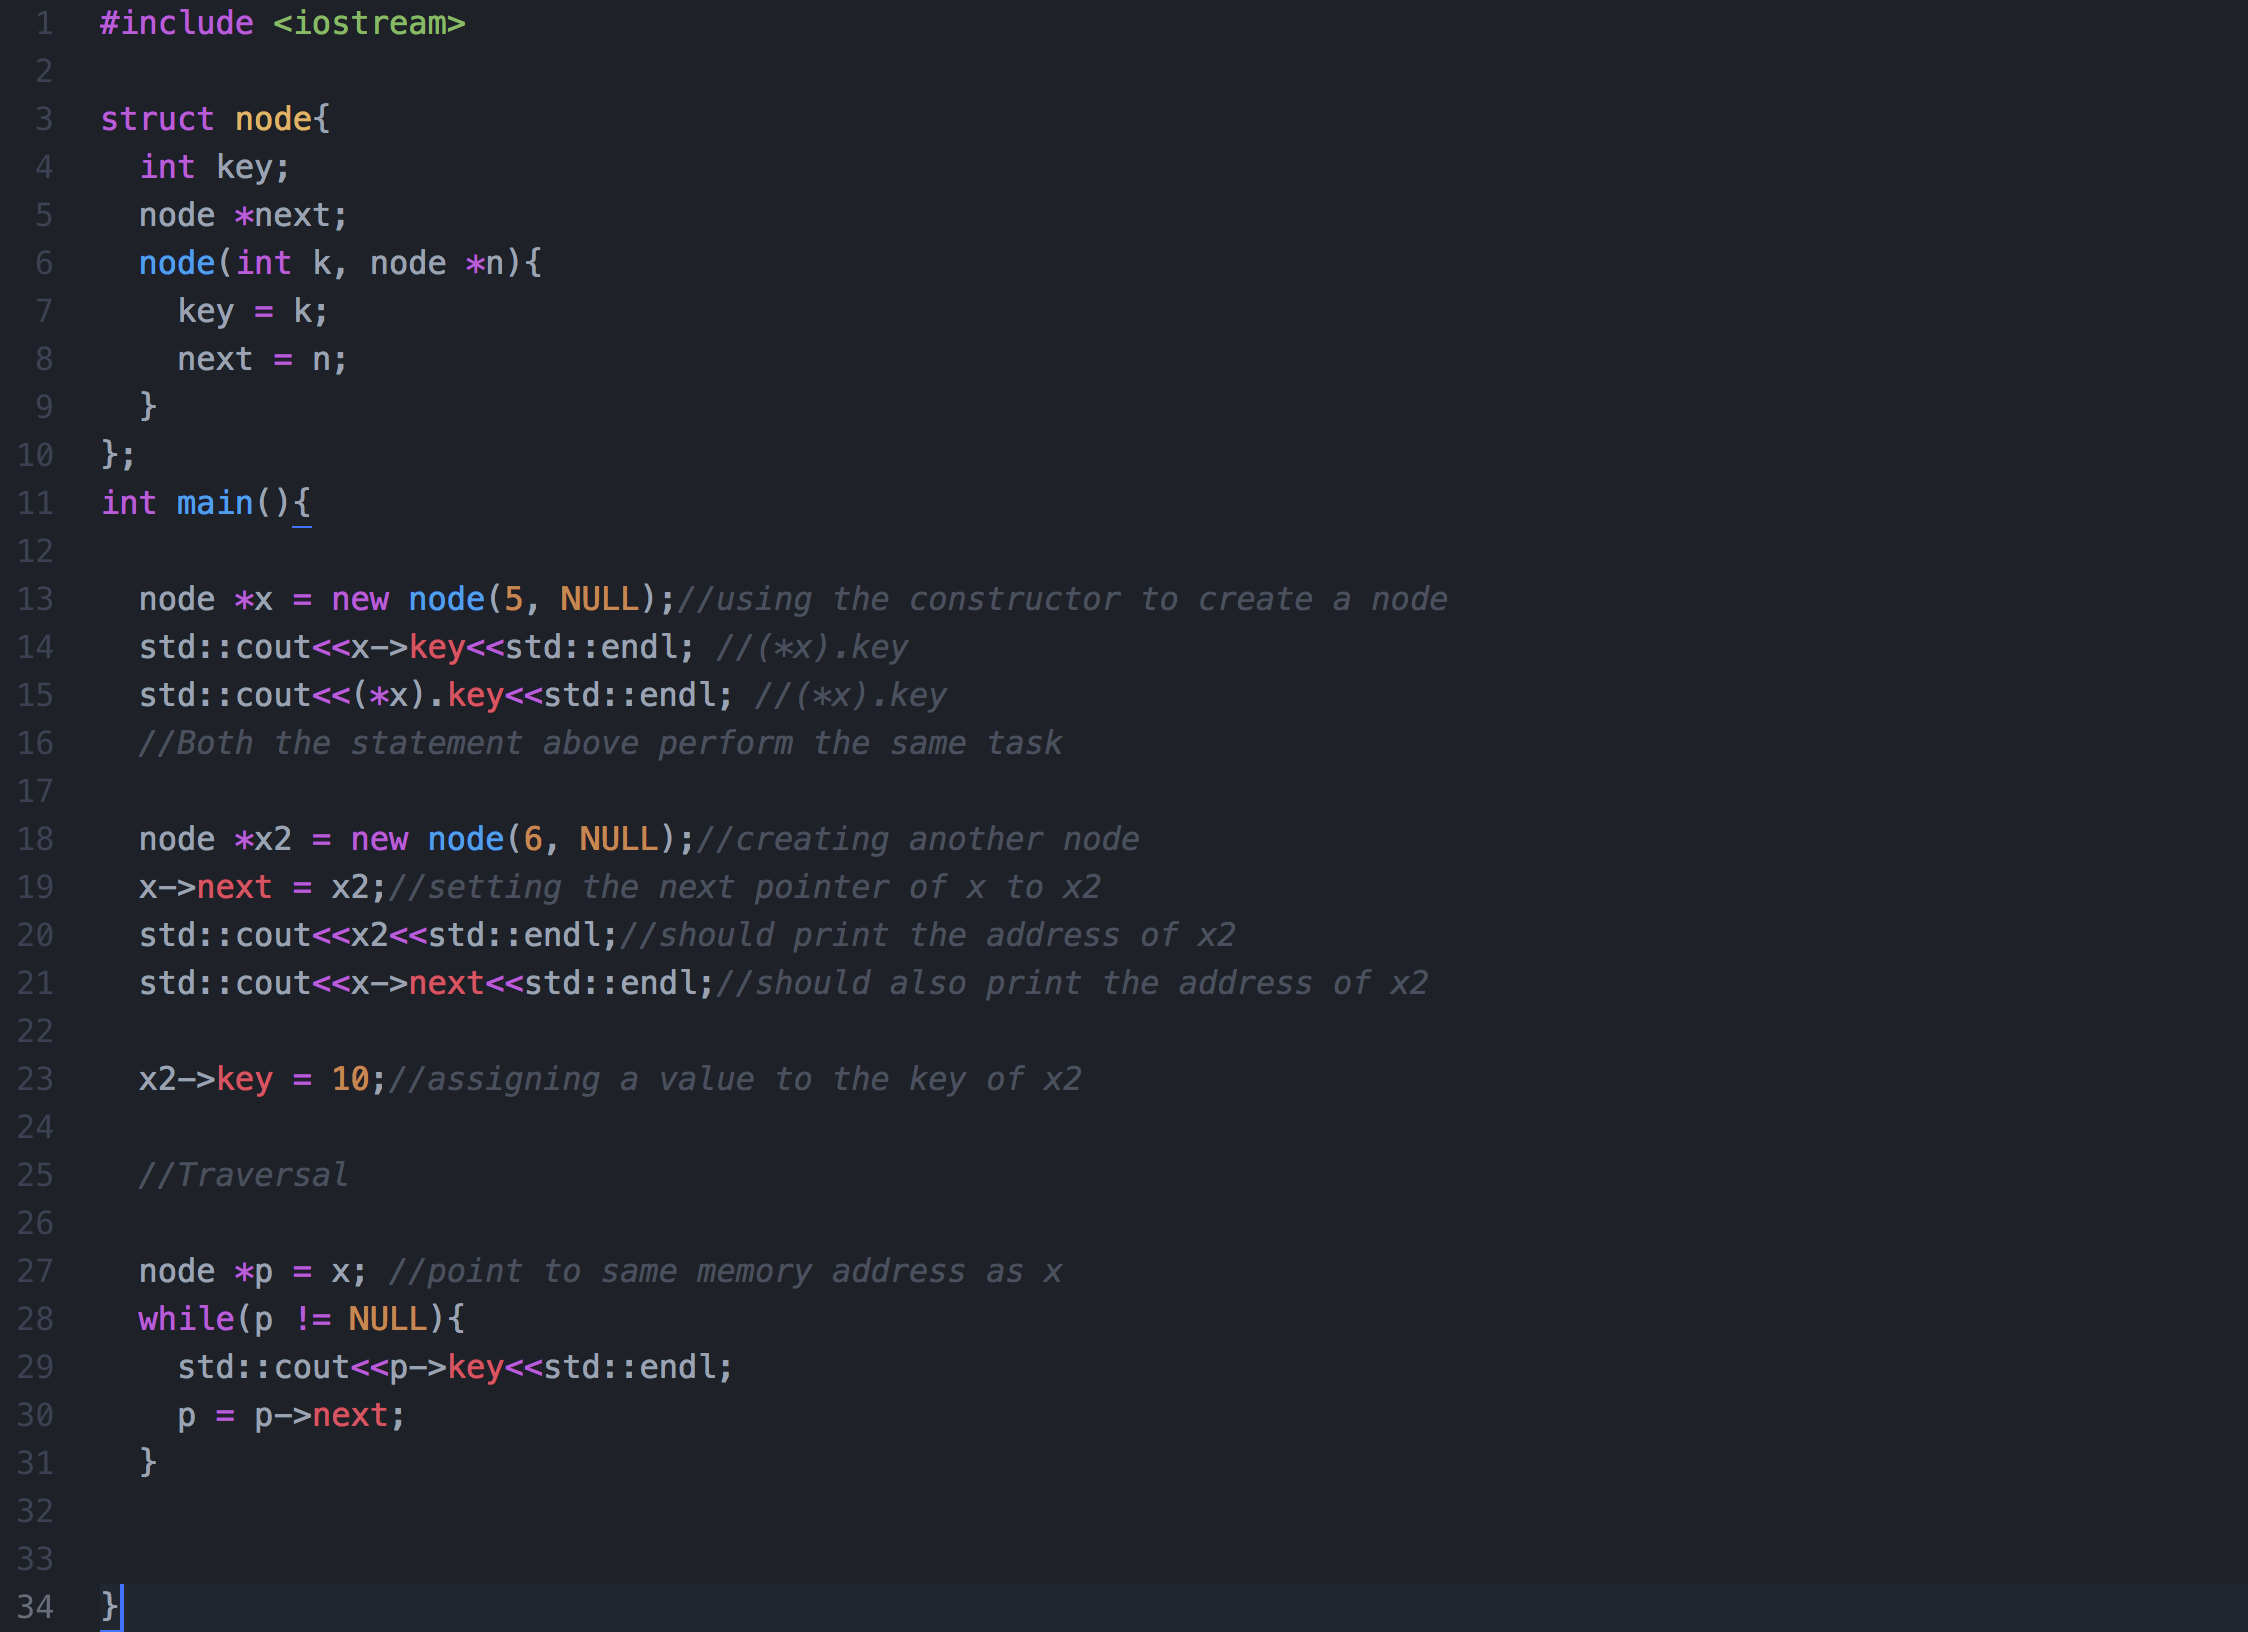 1 #include <iostream>
2
3 struct node{
4   int key;
5   node *next;
6   node(int k, node *n){
7     key = k;
8     next = n;
9   }
10 };
11 int main(){
12
13   node *x = new node(5, NULL);//using the constructor to create a node
14   std::cout<<x->key<<std::endl; //(*x).key
15   std::cout<<(*x).key<<std::endl; //(*x).key
16   //Both the statement above perform the same task
17
18   node *x2 = new node(6, NULL);//creating another node
19   x->next = x2;//setting the next pointer of x to x2
20   std::cout<<x2<<std::endl;//should print the address of x2
21   std::cout<<x->next<<std::endl;//should also print the address of x2
22
23   x2->key = 10;//assigning a value to the key of x2
24
25   //Traversal
26
27   node *p = x; //point to same memory address as x
28   while(p != NULL){
29     std::cout<<p->key<<std::endl;
30     p = p->next;
31   }
32
33
34 }